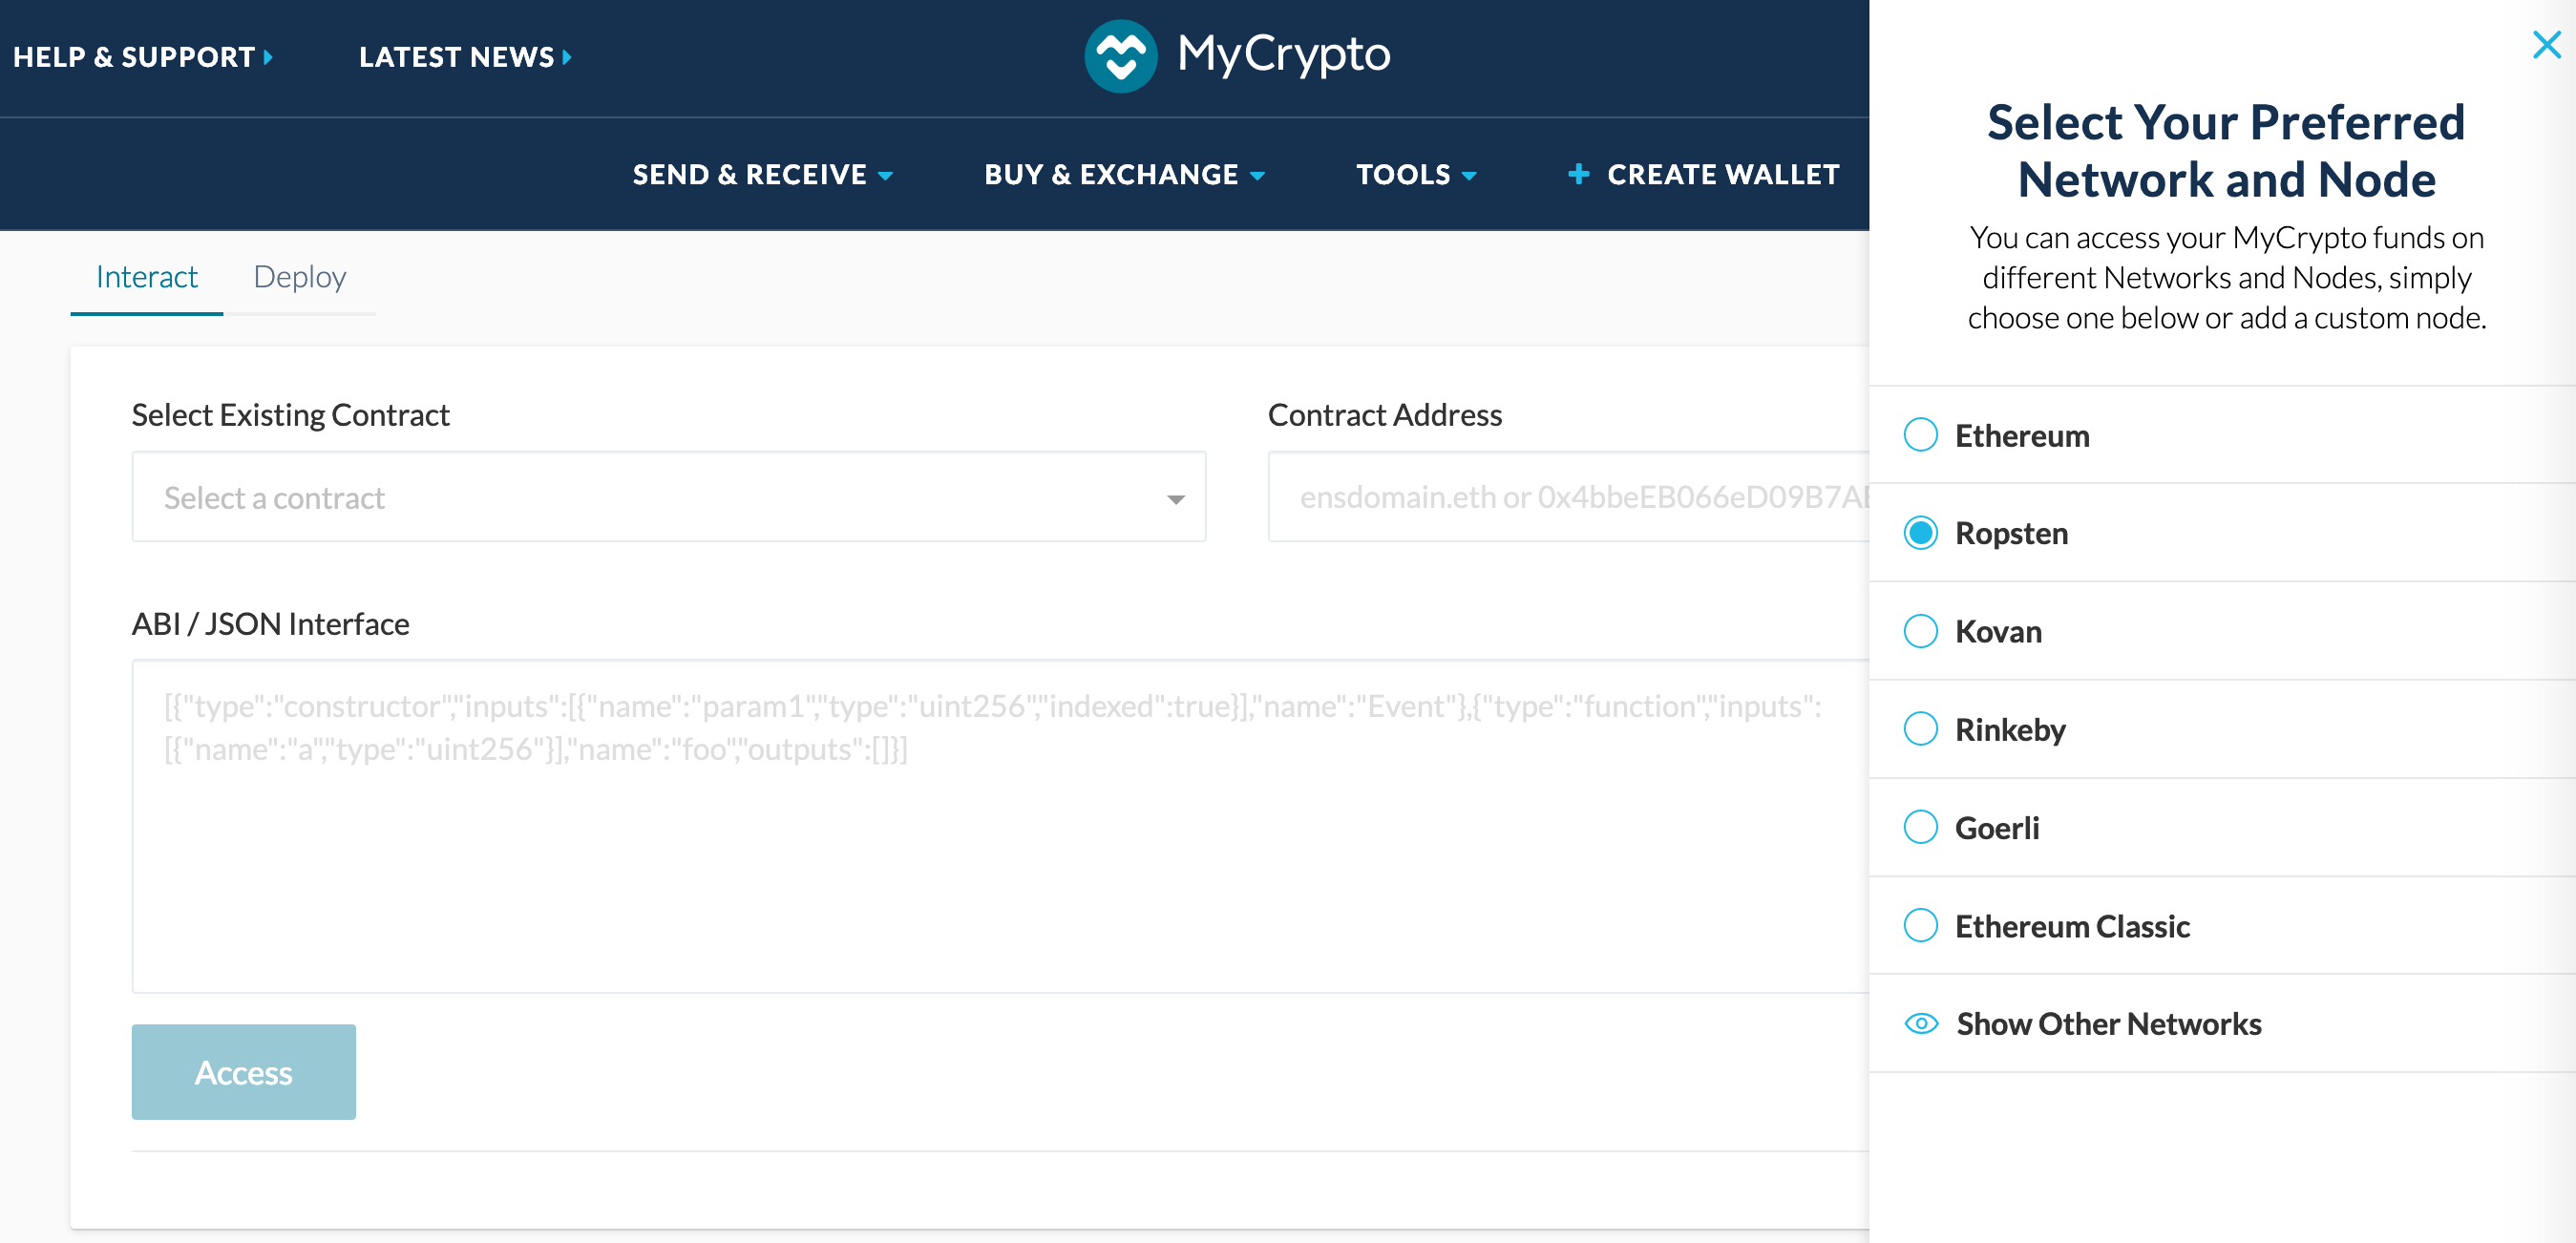 HELP & SUPPORT
LATEST NEWS
MyCrypto
SEND & RECEIVE
BUY & EXCHANGE
TOOLS
+ CREATE WALLET
Interact
Deploy
Select Existing Contract
Select a contract
Contract Address
ensdomain.eth or 0x4bbeEB066eD09B7AE
ABI / JSON Interface
[{"type":"constructor","inputs":[{"name":"param1","type":"uint256","indexed":true}],"name":"Event"},{"type":"function","inputs":
[{"name":"a","type":"uint256"}],"name":"foo","outputs":[]}]
Access
Select Your Preferred
Network and Node
You can access your MyCrypto funds on
different Networks and Nodes, simply
choose one below or add a custom node.
Ethereum
Ropsten
Kovan
Rinkeby
Goerli
Ethereum Classic
Show Other Networks